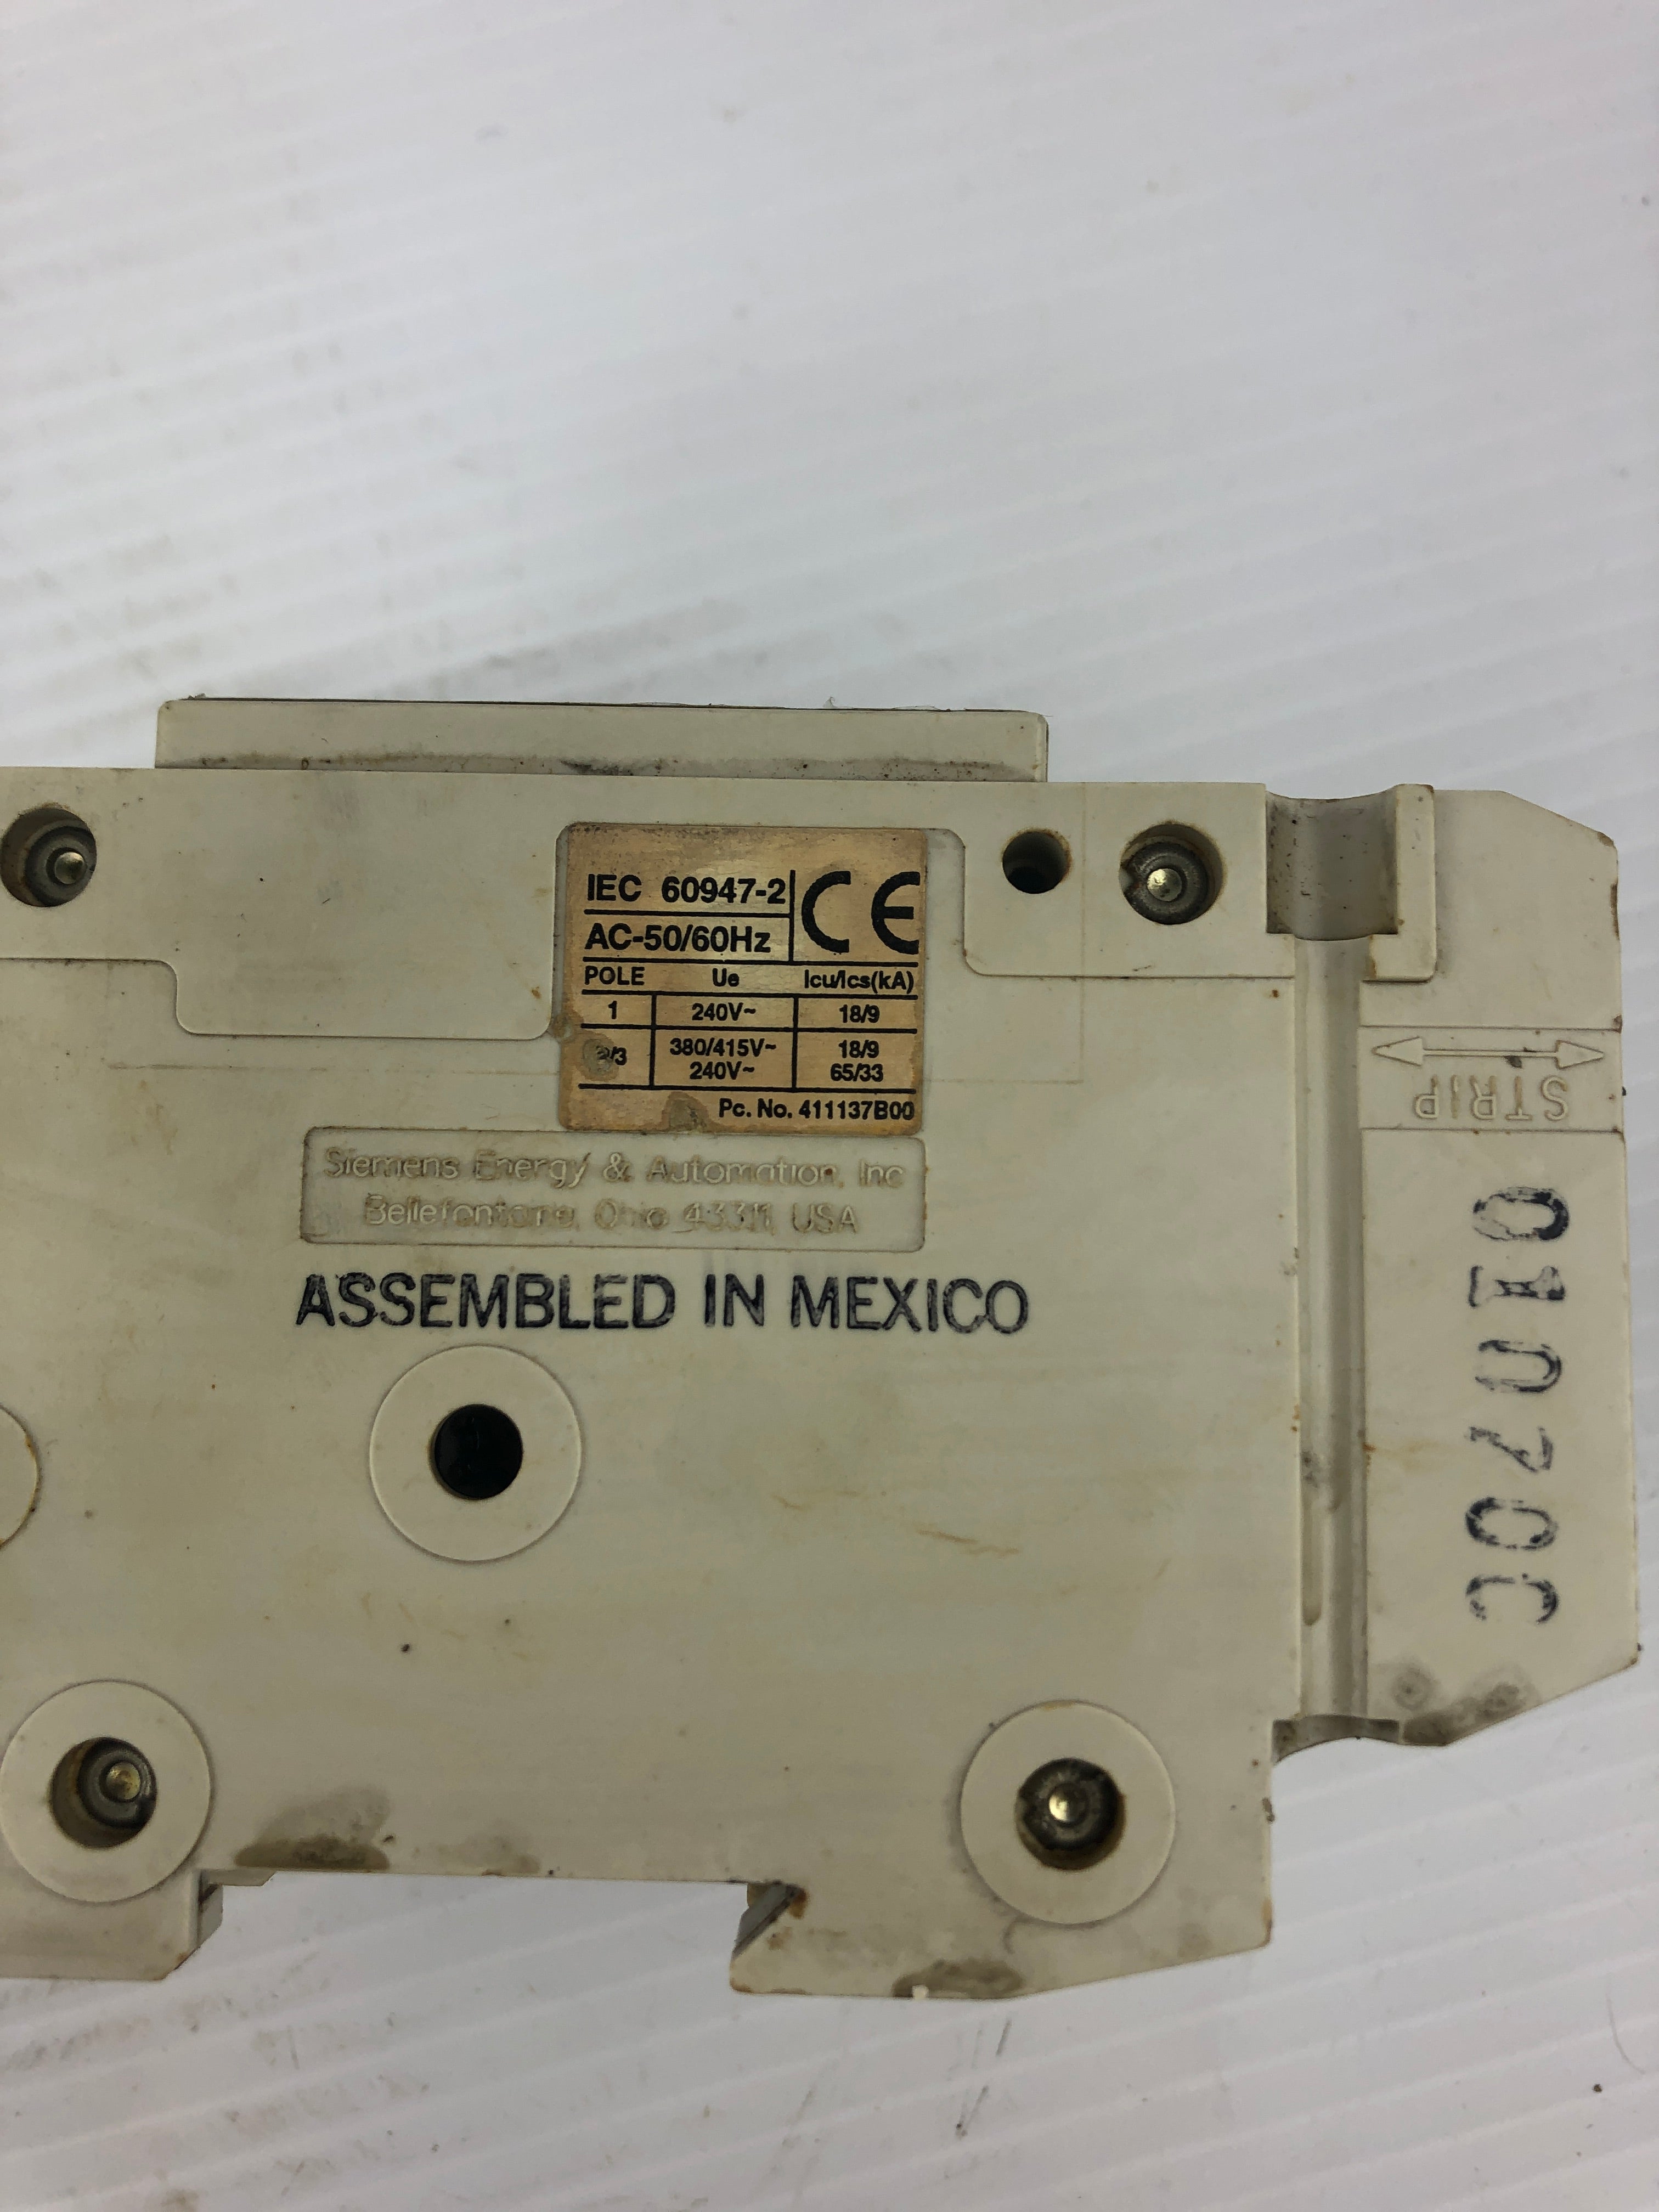 IEC 60947-2
CE
AC-50/60Hz
POLE Ue Icu/Ics(kA)
1 240V~ 18/9
/3 380/415V~ 18/9
240V~ 65/33
Pc. No. 411137B00
Siemens Energy & Automation, Inc
Bellefontaine, Ohio 43311, USA
ASSEMBLED IN MEXICO
STRIP